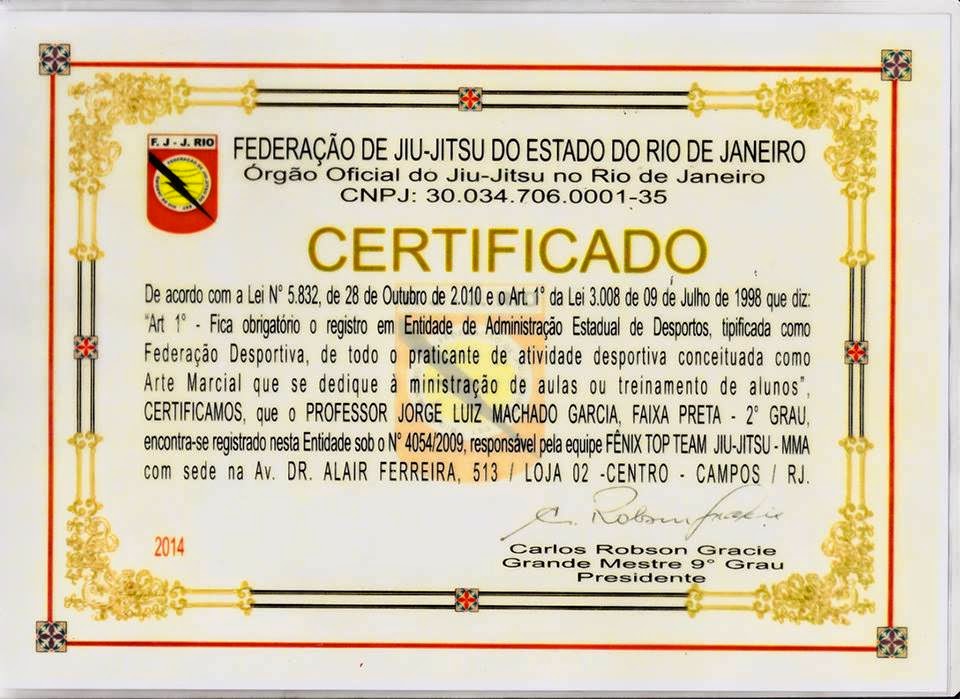 F. J - J. RIO
FEDERAÇÃO DE JIU-JITSU DO ESTADO DO RIO DE JANEIRO
Órgão Oficial do Jiu-Jitsu no Rio de Janeiro
CNPJ: 30.034.706.0001-35
CERTIFICADO
De acordo com a Lei N° 5.832, de 28 de Outubro de 2.010 e o Art 1° da Lei 3.008 de 09 de Julho de 1998 que diz:
"Art 1° - Fica obrigatório o registro em Entidade de Administração Estadual de Desportos, tipificada como
Federação Desportiva, de todo o praticante de atividade desportiva conceituada como
Arte Marcial que se dedique à ministração de aulas ou treinamento de alunos",
CERTIFICAMOS, que o PROFESSOR JORGE LUIZ MACHADO GARCIA, FAIXA PRETA - 2° GRAU,
encontra-se registrado nesta Entidade sob o N° 4054/2009, responsável pela equipe FÊNIX TOP TEAM JIU-JITSU - MMA
com sede na Av. DR. ALAIR FERREIRA, 513 / LOJA 02 -CENTRO - CAMPOS / RJ.
C. Robson Gracie
2014
Carlos Robson Gracie
Grande Mestre 9° Grau
Presidente